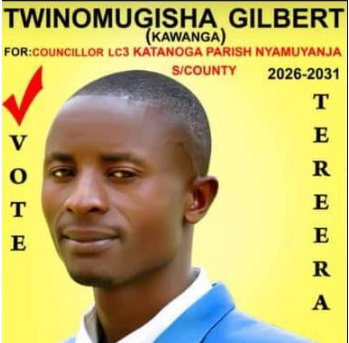 TWINOMUGISHA GILBERT
(KAWANGA)
FOR:COUNCILLOR LC3 KATANOGA PARISH NYAMUYANJA
S/COUNTY
2026-2031
VOTE
TEREERA